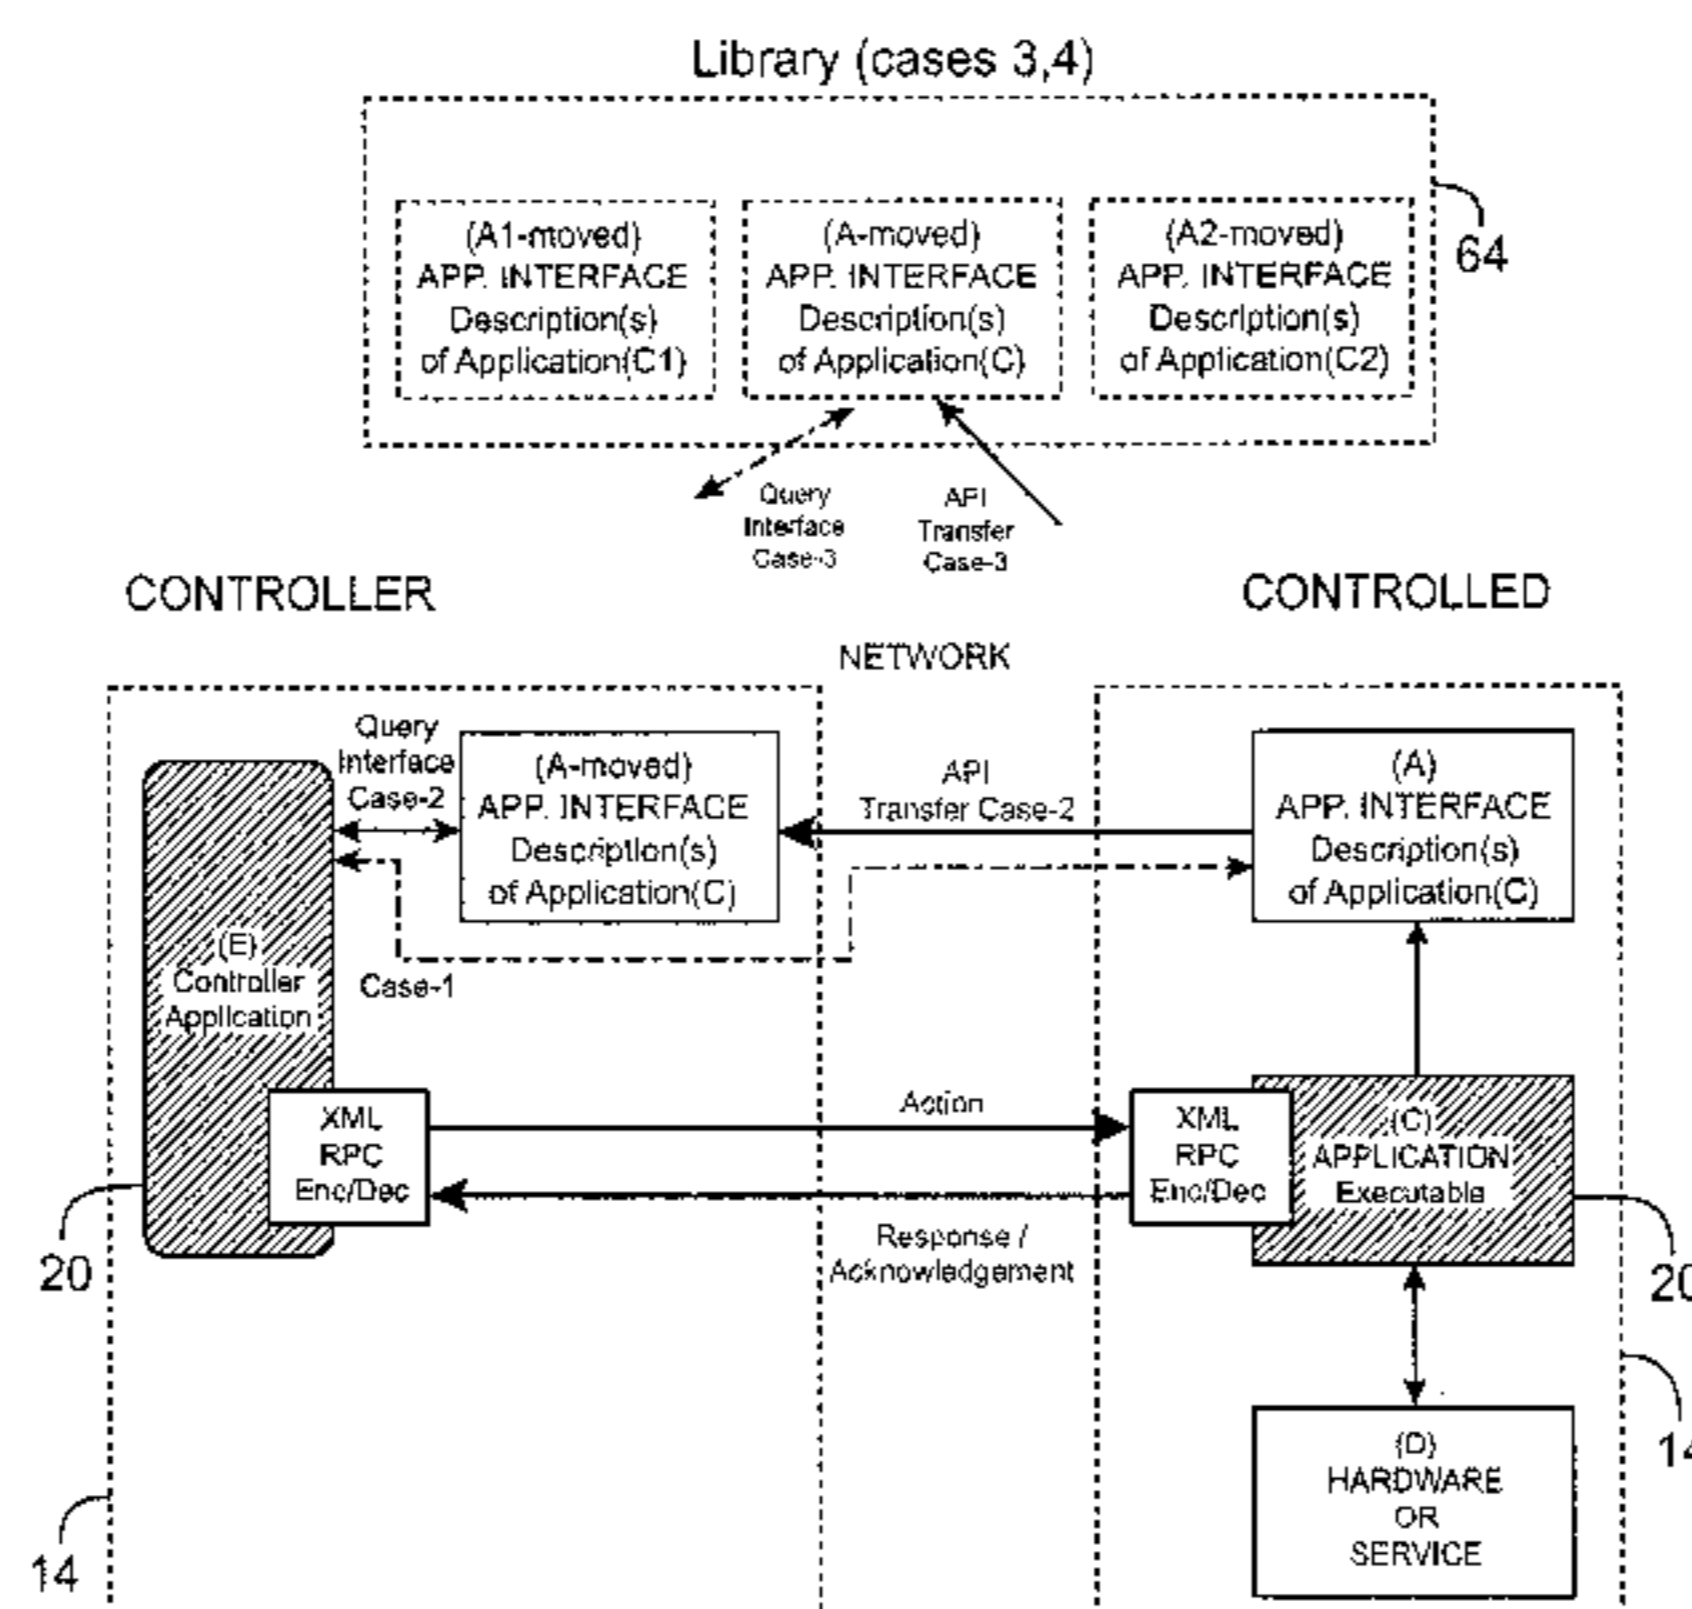 Library (cases 3,4)
(A1-moved)
APP. INTERFACE
Description(s)
of Application(C1)
(A-moved)
APP. INTERFACE
Description(s)
of Application(C)
(A2-moved)
APP. INTERFACE
Description(s)
of Application(C2)
64
Query
Interface
Case-3
API
Transfer
Case-3
CONTROLLER
CONTROLLED
NETWORK
Query
Interface
Case-2
(A-moved)
APP. INTERFACE
Description(s)
of Application(C)
API
Transfer Case-2
(A)
APP. INTERFACE
Description(s)
of Application(C)
(E)
Controller
Application
Case-1
XML
RPC
Enc/Dec
Action
Response /
Acknowledgement
XML
RPC
Enc/Dec
(C)
APPLICATION
Executable
20
20
14
(D)
HARDWARE
OR
SERVICE
14